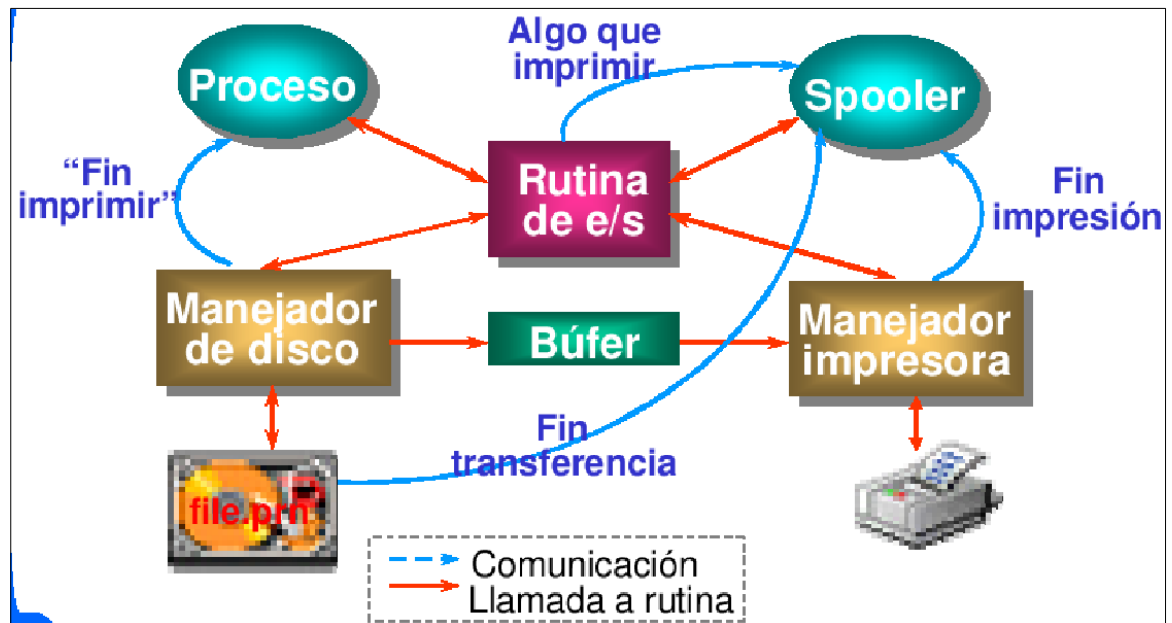 Algo que
imprimir
Proceso
Spooler
“Fin
imprimir”
Rutina
de e/s
Fin
impresión
Manejador
de disco
Búfer
Manejador
impresora
Fin
transferencia
file.prn
Comunicación
Llamada a rutina